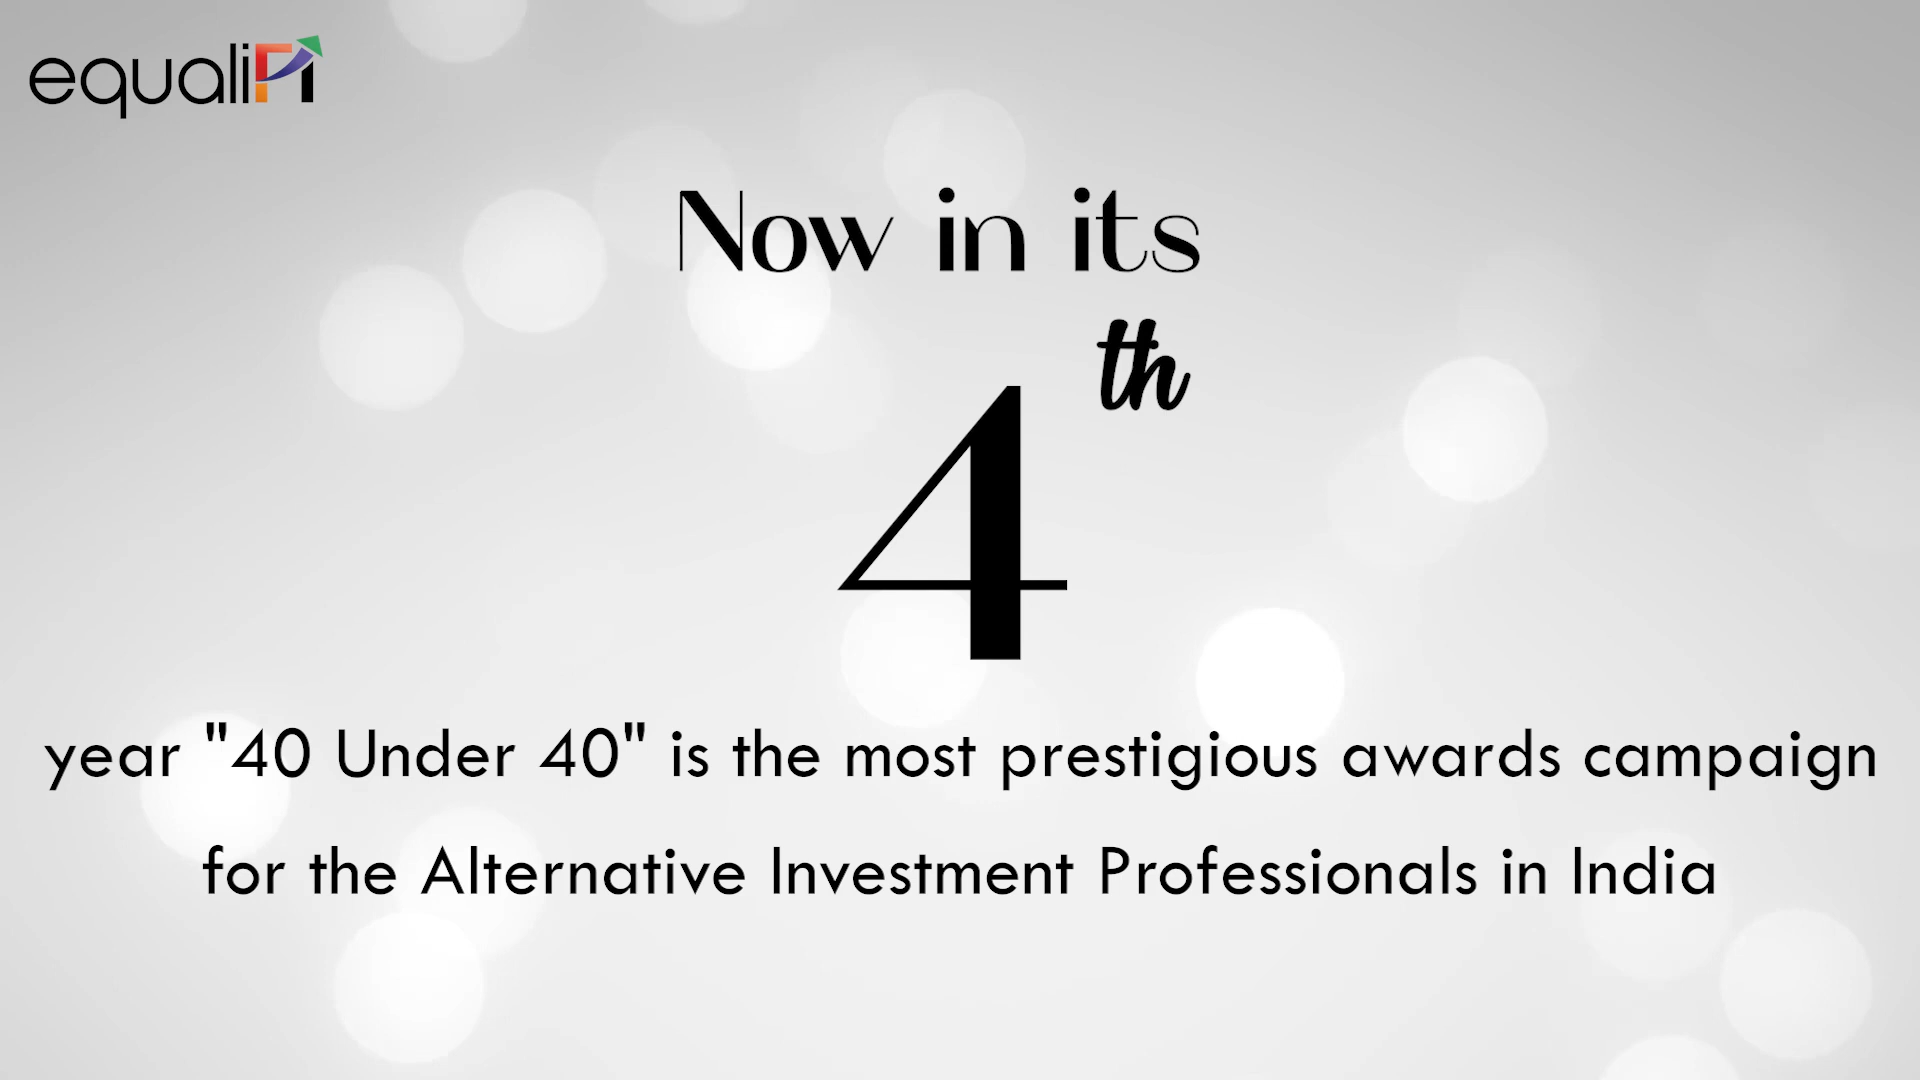 equaliFi
Now in its
4th
year "40 Under 40" is the most prestigious awards campaign
for the Alternative Investment Professionals in India